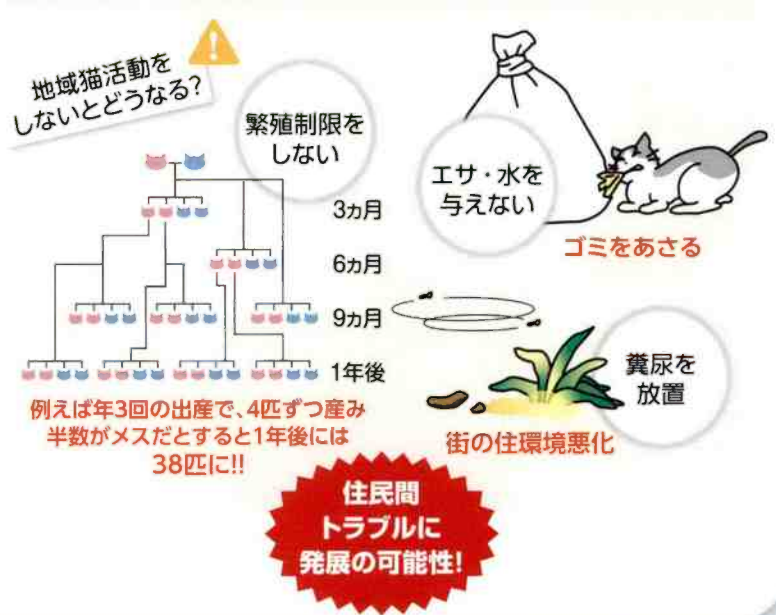 地域猫活動を
しないとどうなる?
!
繁殖制限を
しない
3ヵ月
6ヵ月
9ヵ月
1年後
例えば年3回の出産で、4匹ずつ産み
半数がメスだとすると1年後には
38匹に!!
エサ・水を
与えない
ゴミをあさる
糞尿を
放置
街の住環境悪化
住民間
トラブルに
発展の可能性!